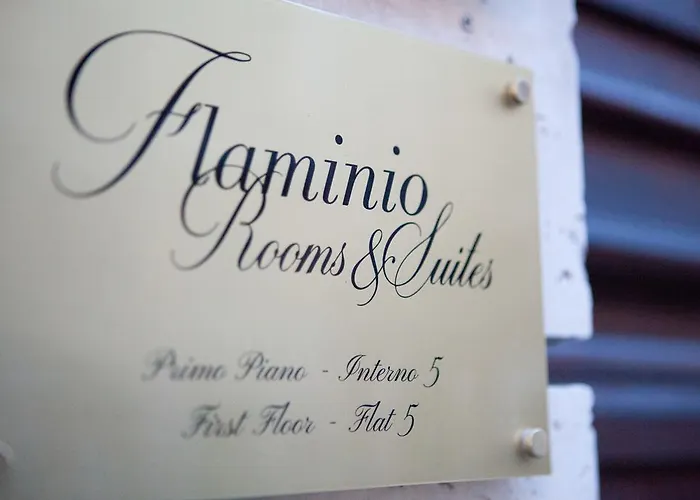 Flaminio
Rooms & Suites
Primo Piano - Interno 5
First Floor - Flat 5